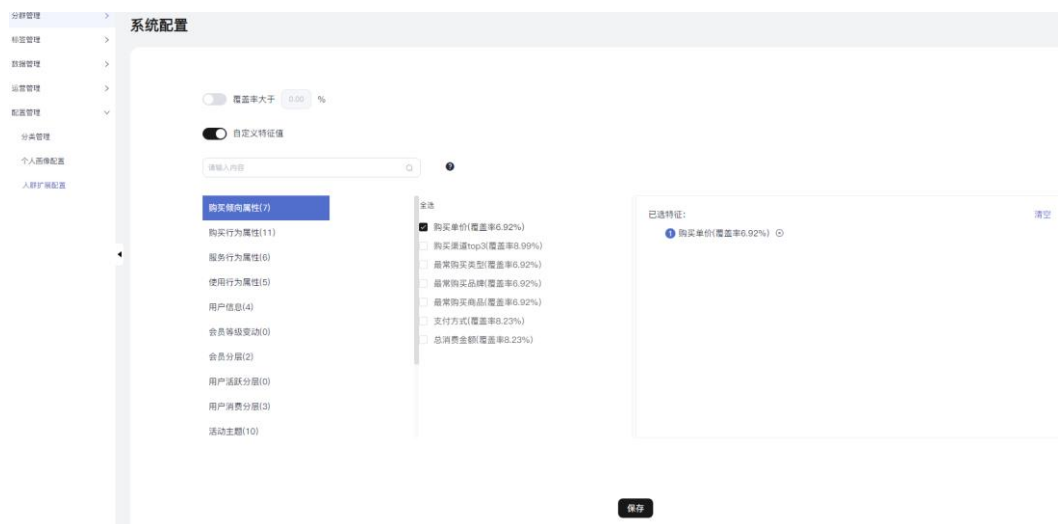 分群管理
系统配置
标签管理
数据管理
运营管理
配置管理
分类管理
个人画像配置
人群扩展配置
覆盖率大于 0.00 %
自定义特征值
请输入内容
购买倾向属性(7)
购买行为属性(11)
服务行为属性(6)
使用行为属性(5)
用户信息(4)
会员等级变动(0)
会员分层(2)
用户活跃分层(0)
用户消费分层(3)
活动主题(10)
全选
购买单价(覆盖率6.92%)
购买渠道top3(覆盖率8.99%)
最常购买类型(覆盖率6.92%)
最常购买品牌(覆盖率6.92%)
最常购买商品(覆盖率6.92%)
支付方式(覆盖率8.23%)
总消费金额(覆盖率8.23%)
已选特征:
清空
1 购买单价(覆盖率6.92%)
保存